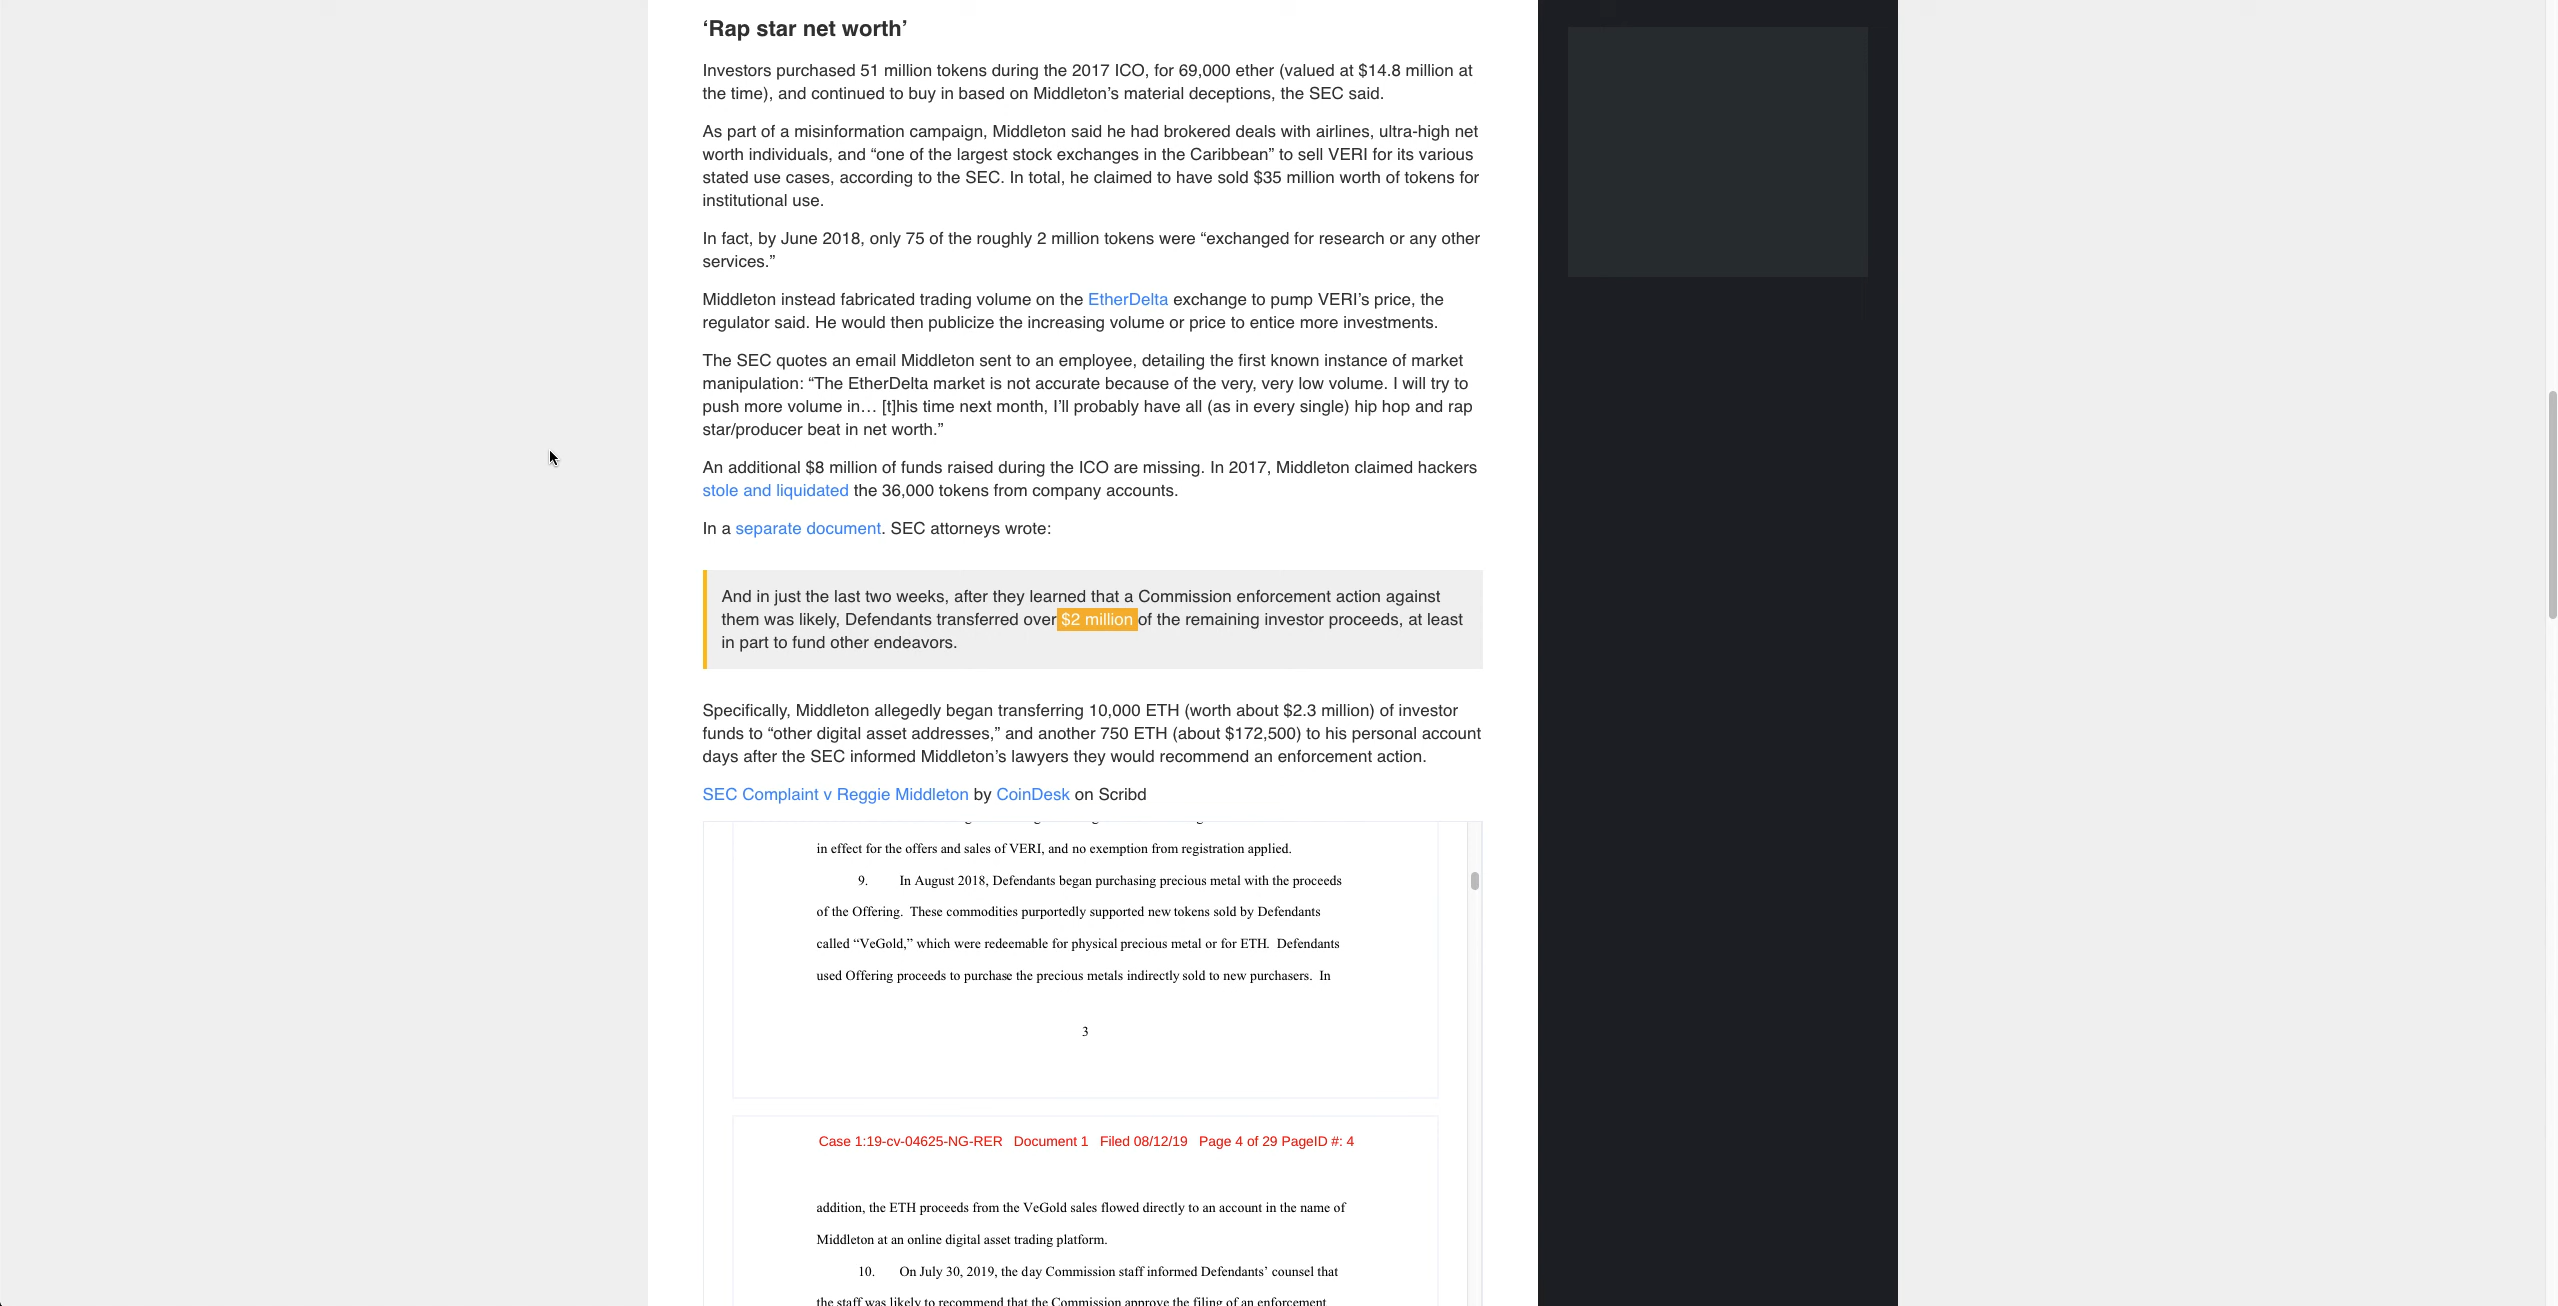 ‘Rap star net worth’
Investors purchased 51 million tokens during the 2017 ICO, for 69,000 ether (valued at $14.8 million at
the time), and continued to buy in based on Middleton’s material deceptions, the SEC said.
As part of a misinformation campaign, Middleton said he had brokered deals with airlines, ultra-high net
worth individuals, and “one of the largest stock exchanges in the Caribbean” to sell VERI for its various
stated use cases, according to the SEC. In total, he claimed to have sold $35 million worth of tokens for
institutional use.
In fact, by June 2018, only 75 of the roughly 2 million tokens were “exchanged for research or any other
services.”
Middleton instead fabricated trading volume on the EtherDelta exchange to pump VERI’s price, the
regulator said. He would then publicize the increasing volume or price to entice more investments.
The SEC quotes an email Middleton sent to an employee, detailing the first known instance of market
manipulation: “The EtherDelta market is not accurate because of the very, very low volume. I will try to
push more volume in… [t]his time next month, I’ll probably have all (as in every single) hip hop and rap
star/producer beat in net worth.”
An additional $8 million of funds raised during the ICO are missing. In 2017, Middleton claimed hackers
stole and liquidated the 36,000 tokens from company accounts.
In a separate document. SEC attorneys wrote:
And in just the last two weeks, after they learned that a Commission enforcement action against
them was likely, Defendants transferred over $2 million of the remaining investor proceeds, at least
in part to fund other endeavors.
Specifically, Middleton allegedly began transferring 10,000 ETH (worth about $2.3 million) of investor
funds to “other digital asset addresses,” and another 750 ETH (about $172,500) to his personal account
days after the SEC informed Middleton’s lawyers they would recommend an enforcement action.
SEC Complaint v Reggie Middleton by CoinDesk on Scribd
in effect for the offers and sales of VERI, and no exemption from registration applied.
9. In August 2018, Defendants began purchasing precious metal with the proceeds
of the Offering. These commodities purportedly supported new tokens sold by Defendants
called “VeGold,” which were redeemable for physical precious metal or for ETH. Defendants
used Offering proceeds to purchase the precious metals indirectly sold to new purchasers. In
3
Case 1:19-cv-04625-NG-RER Document 1 Filed 08/12/19 Page 4 of 29 PageID #: 4
addition, the ETH proceeds from the VeGold sales flowed directly to an account in the name of
Middleton at an online digital asset trading platform.
10. On July 30, 2019, the day Commission staff informed Defendants’ counsel that
the staff was likely to recommend that the Commission approve the filing of an enforcement